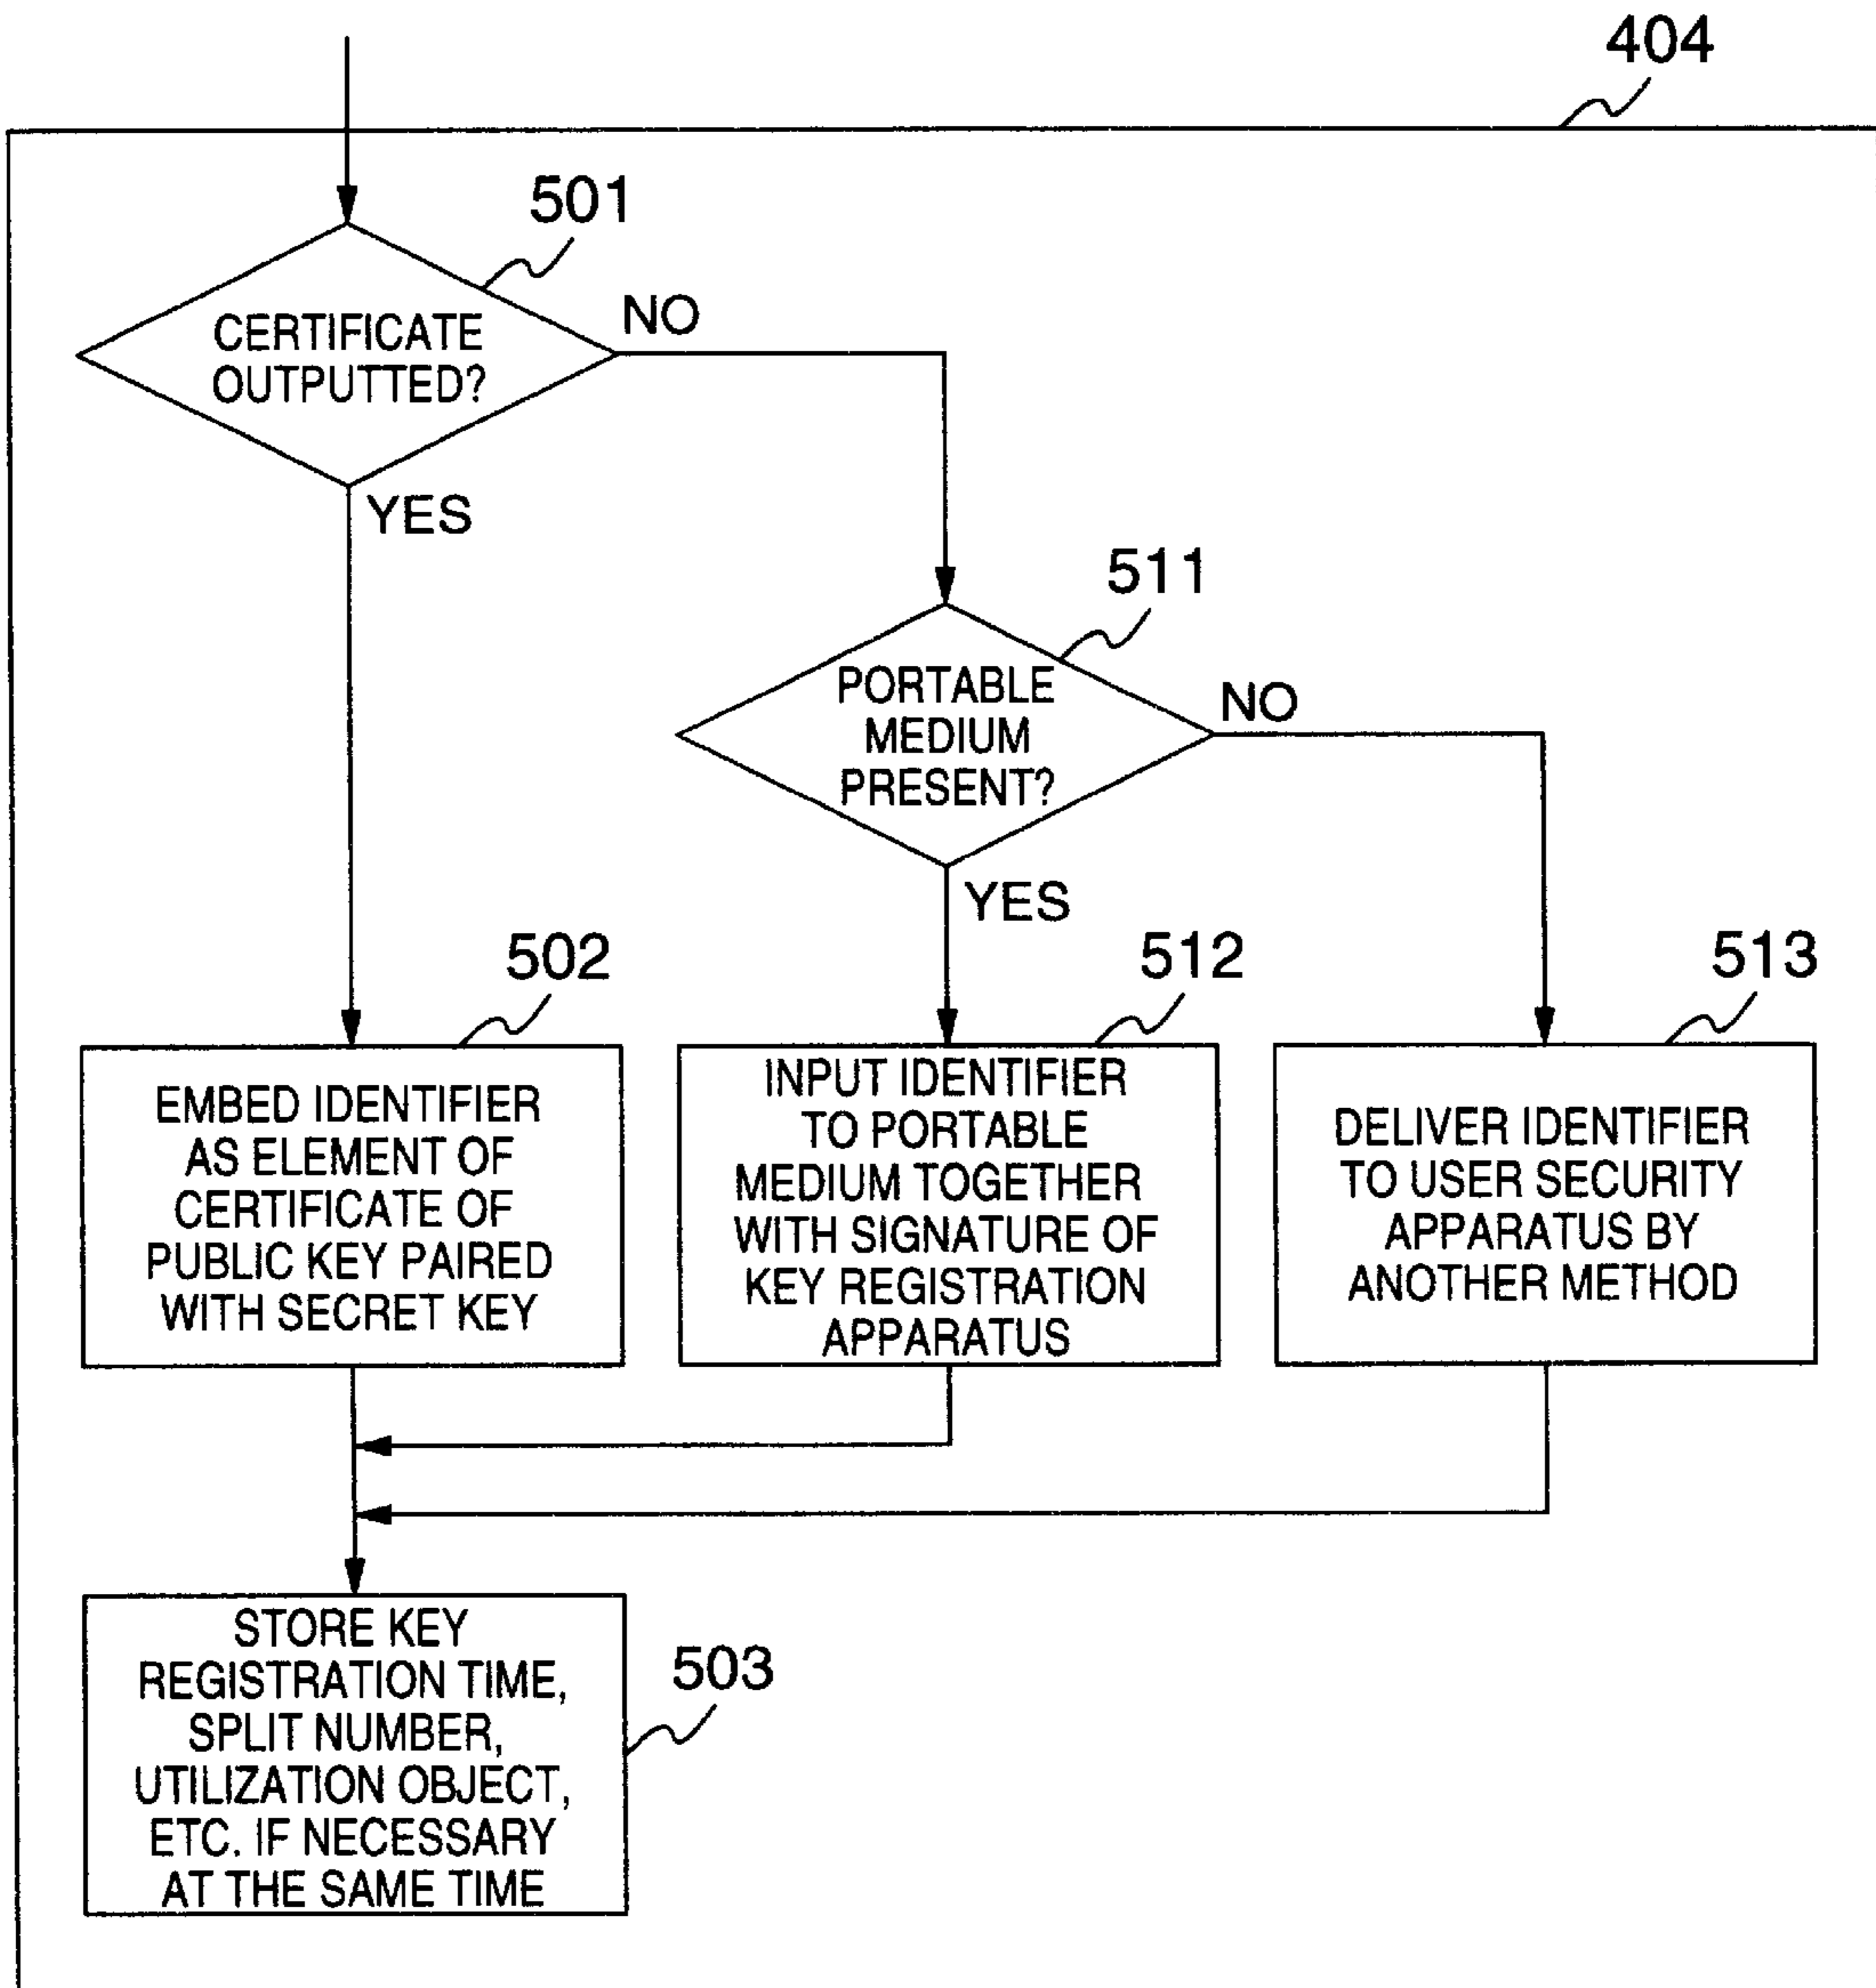 404
501
CERTIFICATE
OUTPUTTED?
NO
YES
511
PORTABLE
MEDIUM
PRESENT?
NO
YES
502
EMBED IDENTIFIER
AS ELEMENT OF
CERTIFICATE OF
PUBLIC KEY PAIRED
WITH SECRET KEY
512
INPUT IDENTIFIER
TO PORTABLE
MEDIUM TOGETHER
WITH SIGNATURE OF
KEY REGISTRATION
APPARATUS
513
DELIVER IDENTIFIER
TO USER SECURITY
APPARATUS BY
ANOTHER METHOD
STORE KEY
REGISTRATION TIME,
SPLIT NUMBER,
UTILIZATION OBJECT,
ETC. IF NECESSARY
AT THE SAME TIME
503